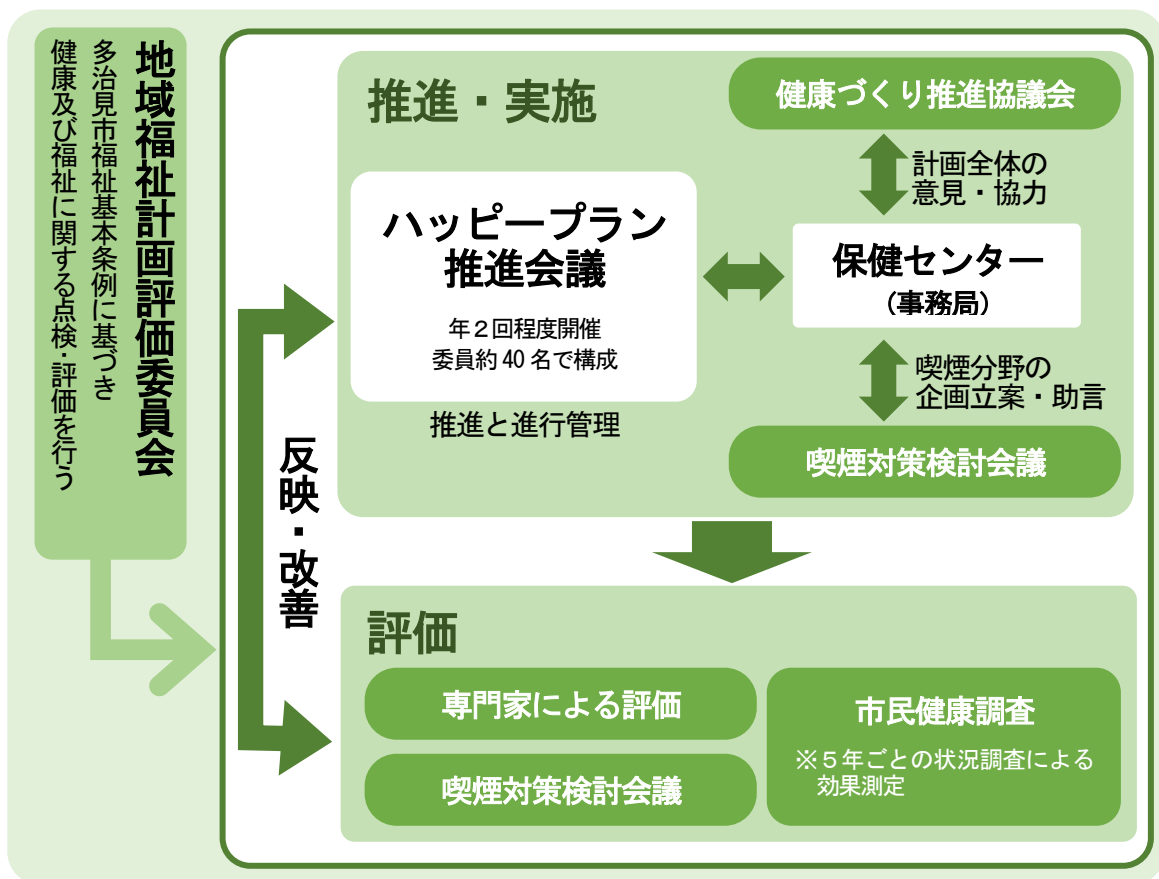 地域福祉計画評価委員会
多治見市福祉基本条例に基づき
健康及び福祉に関する点検・評価を行う
推進・実施
健康づくり推進協議会
計画全体の
意見・協力
ハッピープラン
推進会議
年２回程度開催
委員約40名で構成
推進と進行管理
保健センター
（事務局）
喫煙分野の
企画立案・助言
喫煙対策検討会議
反映・改善
評価
専門家による評価
喫煙対策検討会議
市民健康調査
※５年ごとの状況調査による
効果測定